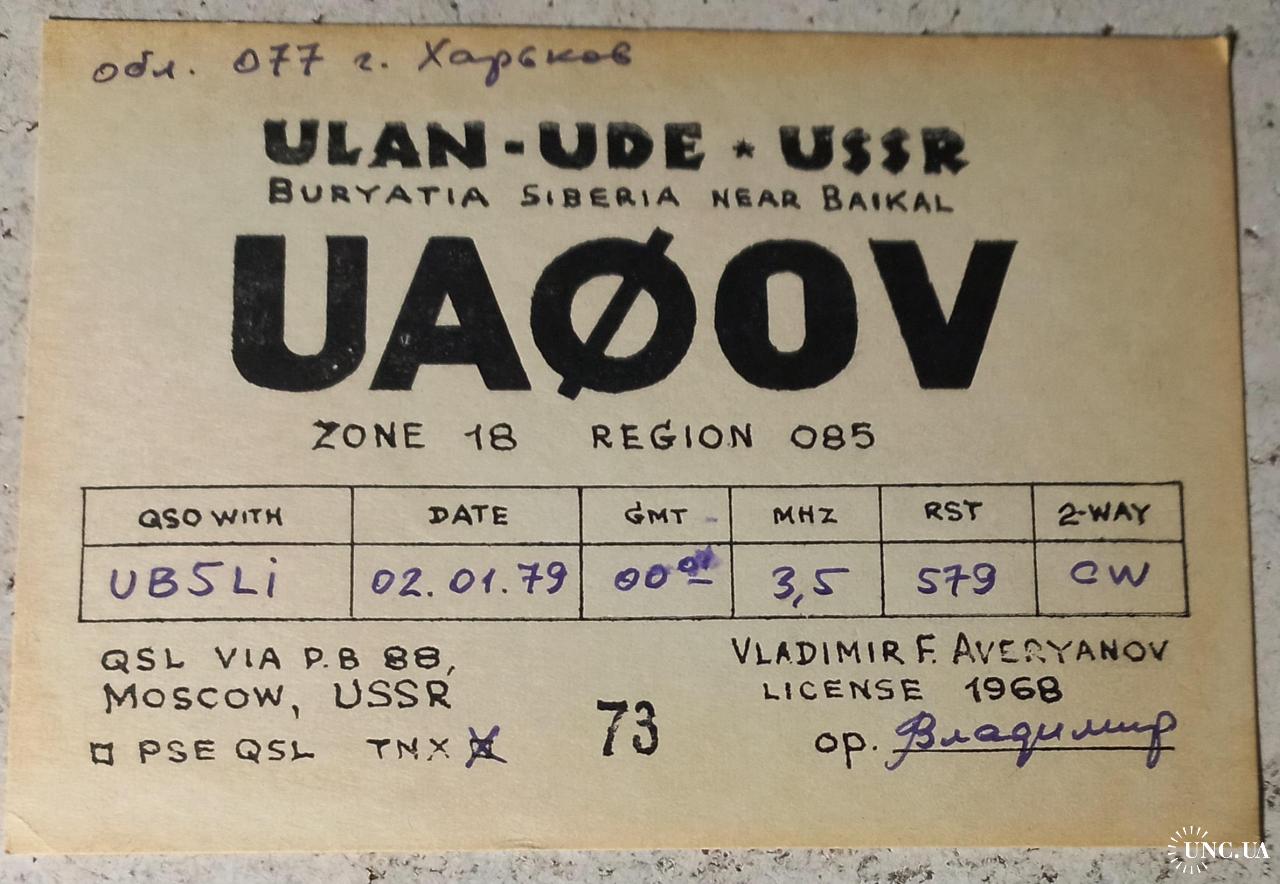 обл. 077 г. Харьков
ULAN-UDE * USSR
BURYATIA SIBERIA NEAR BAIKAL
UAØOV
ZONE 18 REGION 085
QSO WITH DATE GMT MHZ RST 2-WAY
UB5Li 02.01.79 00 01 3,5 579 CW
QSL VIA P.B 88,
MOSCOW, USSR
□ PSE QSL TNX ☒
73
VLADIMIR F. AVERYANOV
LICENSE 1968
op. Владимир
UNC.UA